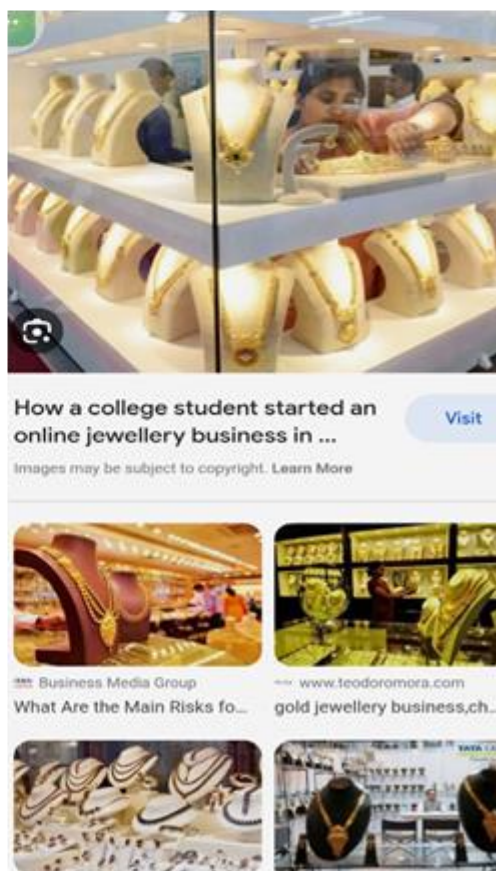 How a college student started an
online jewellery business in ...
Visit
Images may be subject to copyright. Learn More
Business Media Group
www.teodoromora.com
What Are the Main Risks fo...
gold jewellery business,ch...
TATA